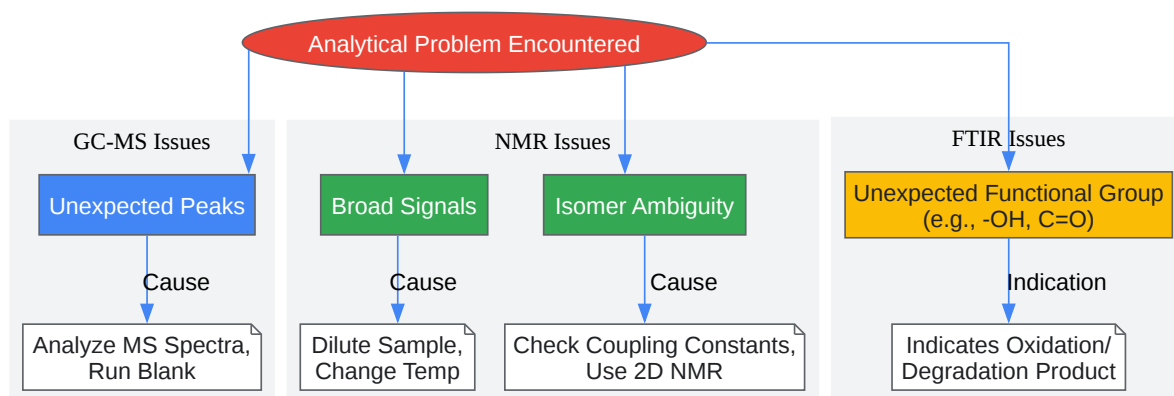 Analytical Problem Encountered
GC-MS Issues
NMR Issues
FTIR Issues
Unexpected Peaks
Broad Signals
Isomer Ambiguity
Unexpected Functional Group
(e.g., -OH, C=O)
Cause
Cause
Cause
Indication
Analyze MS Spectra,
Run Blank
Dilute Sample,
Change Temp
Check Coupling Constants,
Use 2D NMR
Indicates Oxidation/
Degradation Product